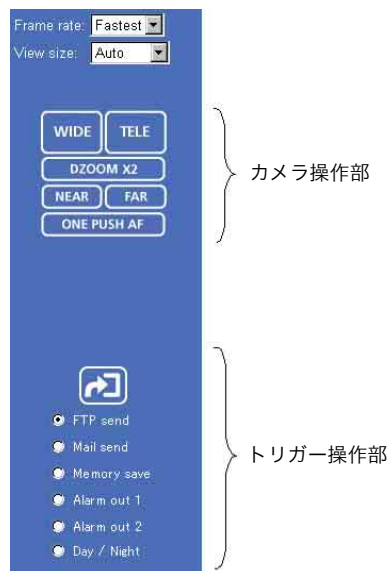 Frame rate: Fastest
View size: Auto
WIDE TELE
DZOOM X2
NEAR FAR
ONE PUSH AF
カメラ操作部
FTP send
Mail send
Memory save
Alarm out 1
Alarm out 2
Day / Night
トリガー操作部